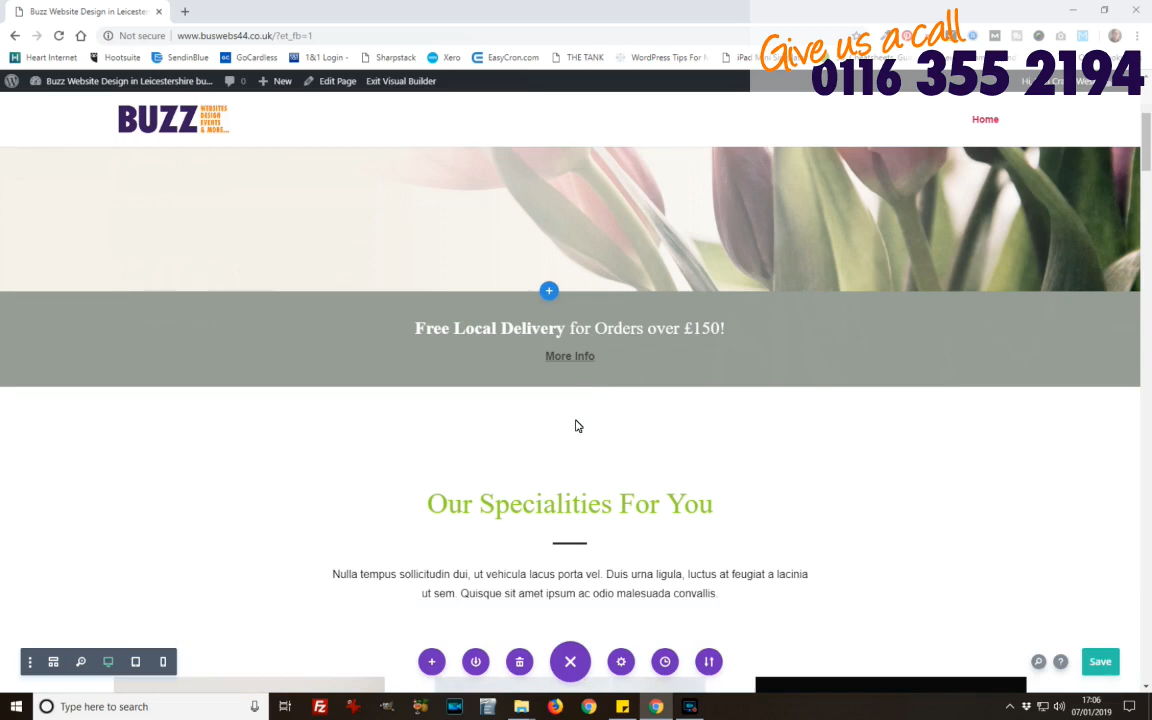 Buzz Website Design in Leicester
Give us a call
0116 355 2194
Not secure | www.buswebs44.co.uk/?et_fb=1
Heart Internet Hootsuite SendinBlue GoCardless 1&1 Login - Sharpstack Xero EasyCron.com THE TANK WordPress Tips For iPad Mini
Buzz Website Design in Leicestershire bu... 0 New Edit Page Exit Visual Builder
BUZZ
WEBSITES
DESIGN
EVENTS
& MORE...
Home
Free Local Delivery for Orders over £150!
More Info
Our Specialities For You
Nulla tempus sollicitudin dui, ut vehicula lacus porta vel. Duis urna ligula, luctus at feugiat a lacinia
ut sem. Quisque sit amet ipsum ac odio malesuada convallis.
Save
Type here to search
17:06
07/01/2019